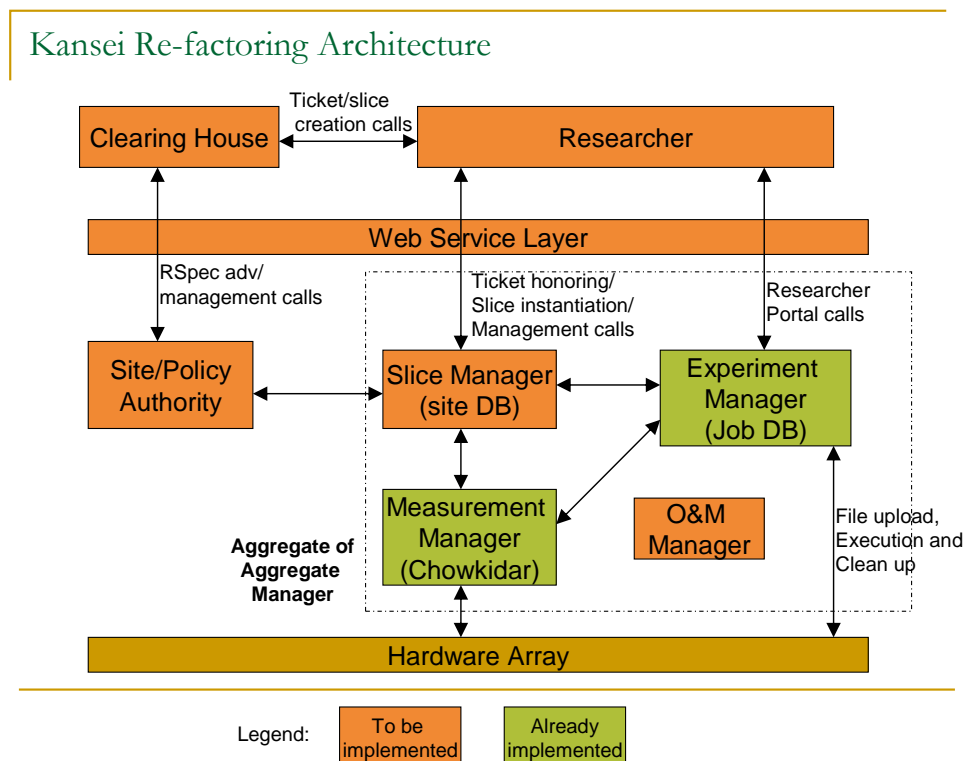 Kansei Re-factoring Architecture
Ticket/slice
creation calls
Clearing House
Researcher
Web Service Layer
RSpec adv/
management calls
Ticket honoring/
Slice instantiation/
Management calls
Researcher
Portal calls
Site/Policy
Authority
Slice Manager
(site DB)
Experiment
Manager
(Job DB)
Measurement
Manager
(Chowkidar)
O&M
Manager
File upload,
Execution and
Clean up
Aggregate of
Aggregate
Manager
Hardware Array
Legend:
To be
implemented
Already
implemented